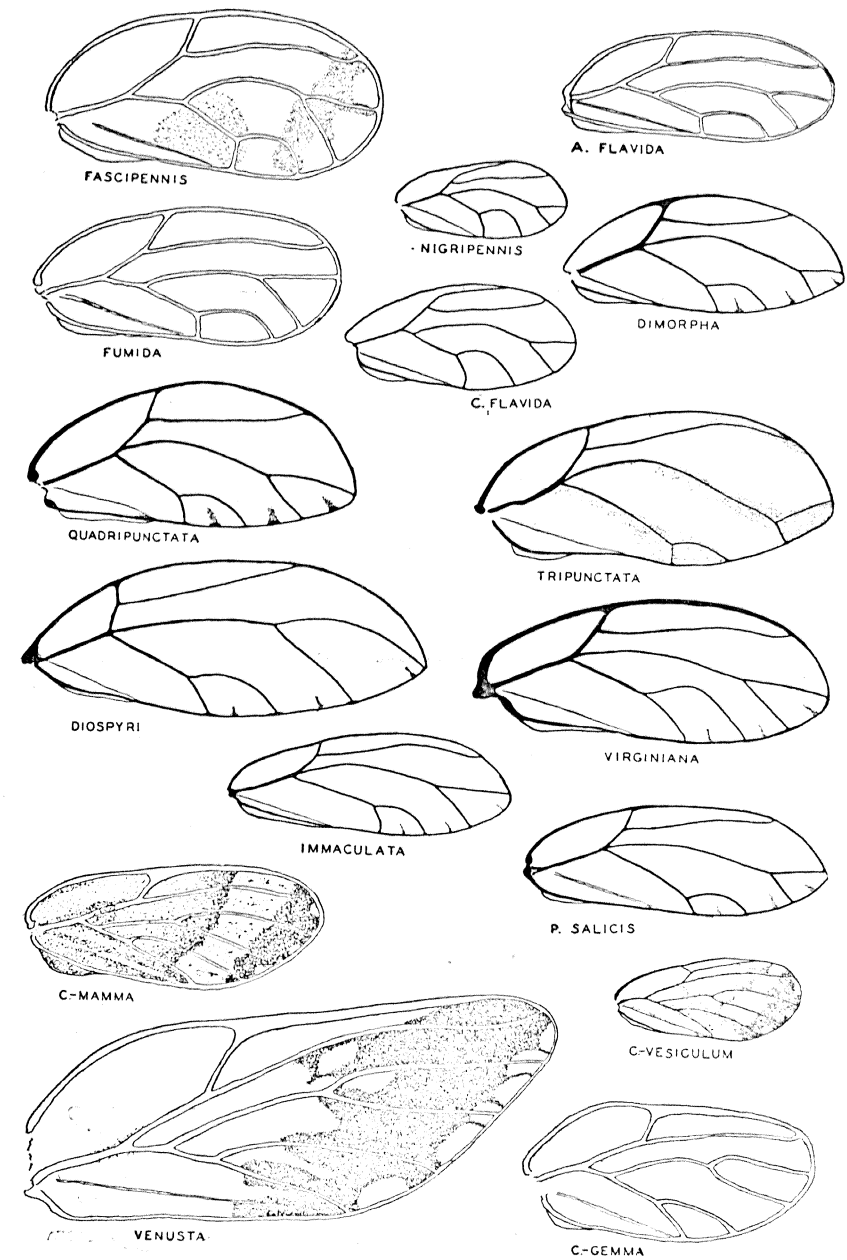 FASCIPENNIS
A. FLAVIDA
NIGRIPENNIS
DIMORPHA
FUMIDA
C. FLAVIDA
QUADRIPUNCTATA
TRIPUNCTATA
DIOSPYRI
VIRGINIANA
IMMACULATA
P. SALICIS
C.-MAMMA
C.-VESICULUM
VENUSTA
C.-GEMMA